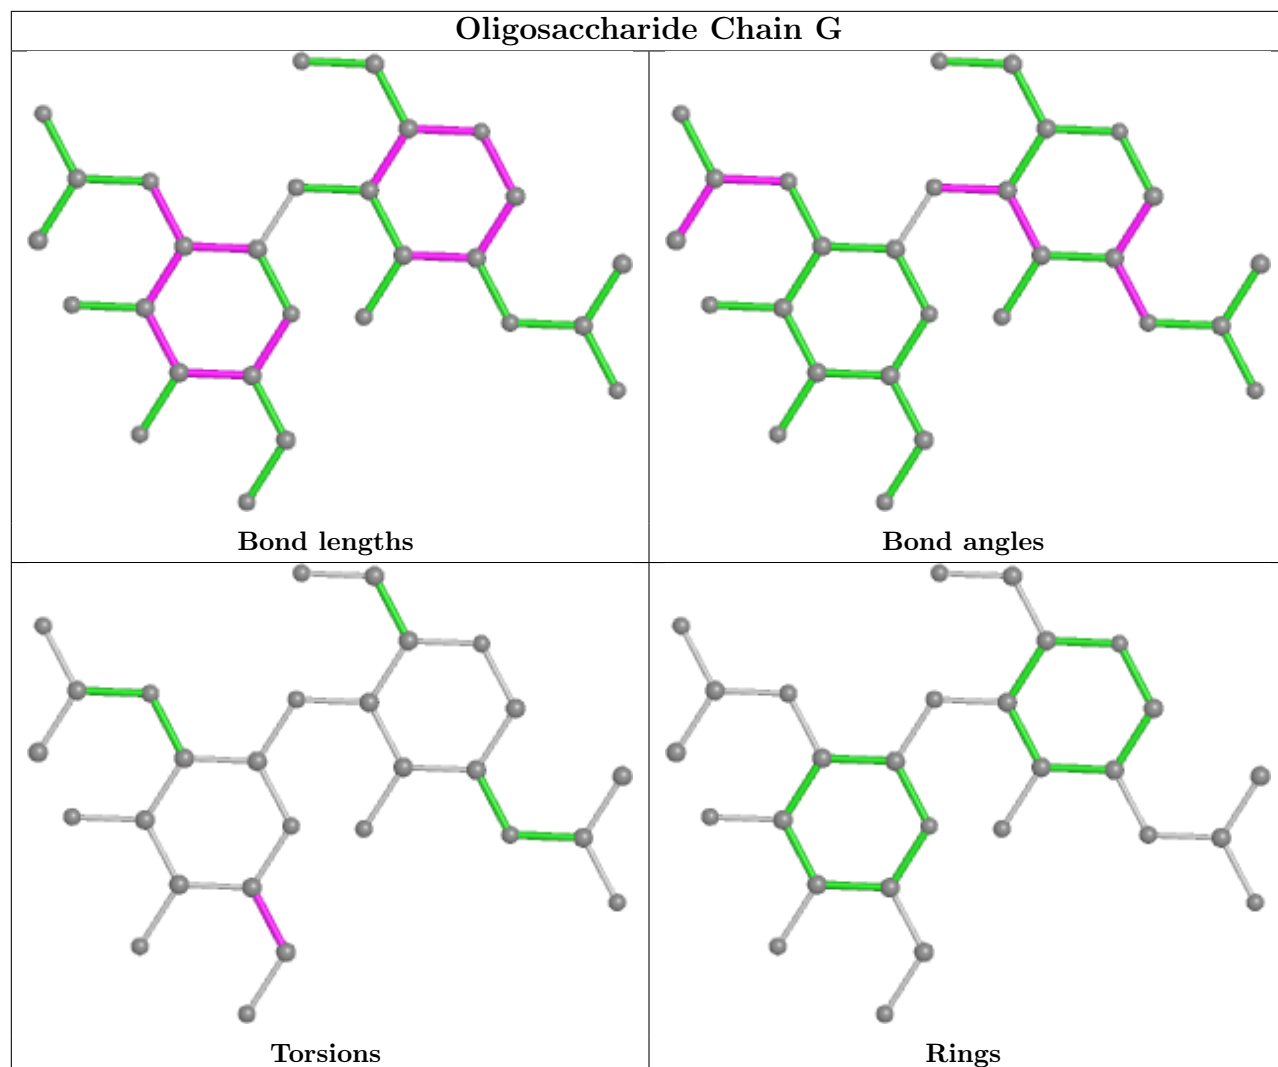 Oligosaccharide Chain G
Bond lengths
Bond angles
Torsions
Rings